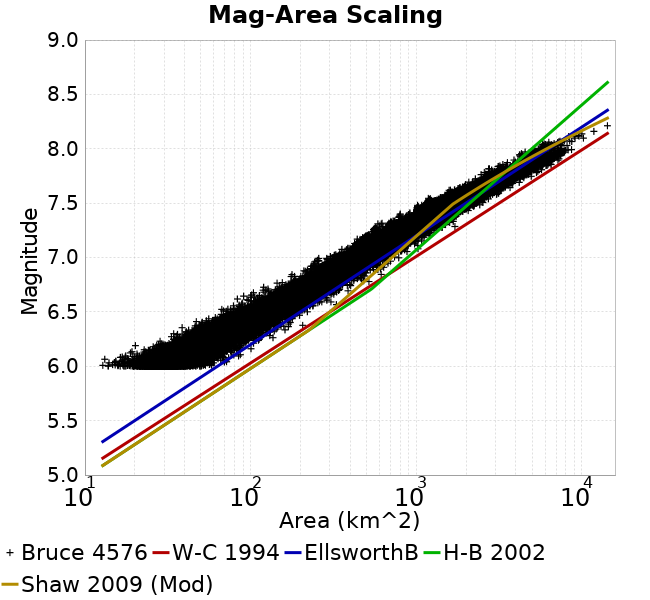 Mag-Area Scaling
Magnitude
9.0
8.5
8.0
7.5
7.0
6.5
6.0
5.5
5.0
10^1 10^2 10^3 10^4
Area (km^2)
Bruce 4576 W-C 1994 EllsworthB H-B 2002
Shaw 2009 (Mod)